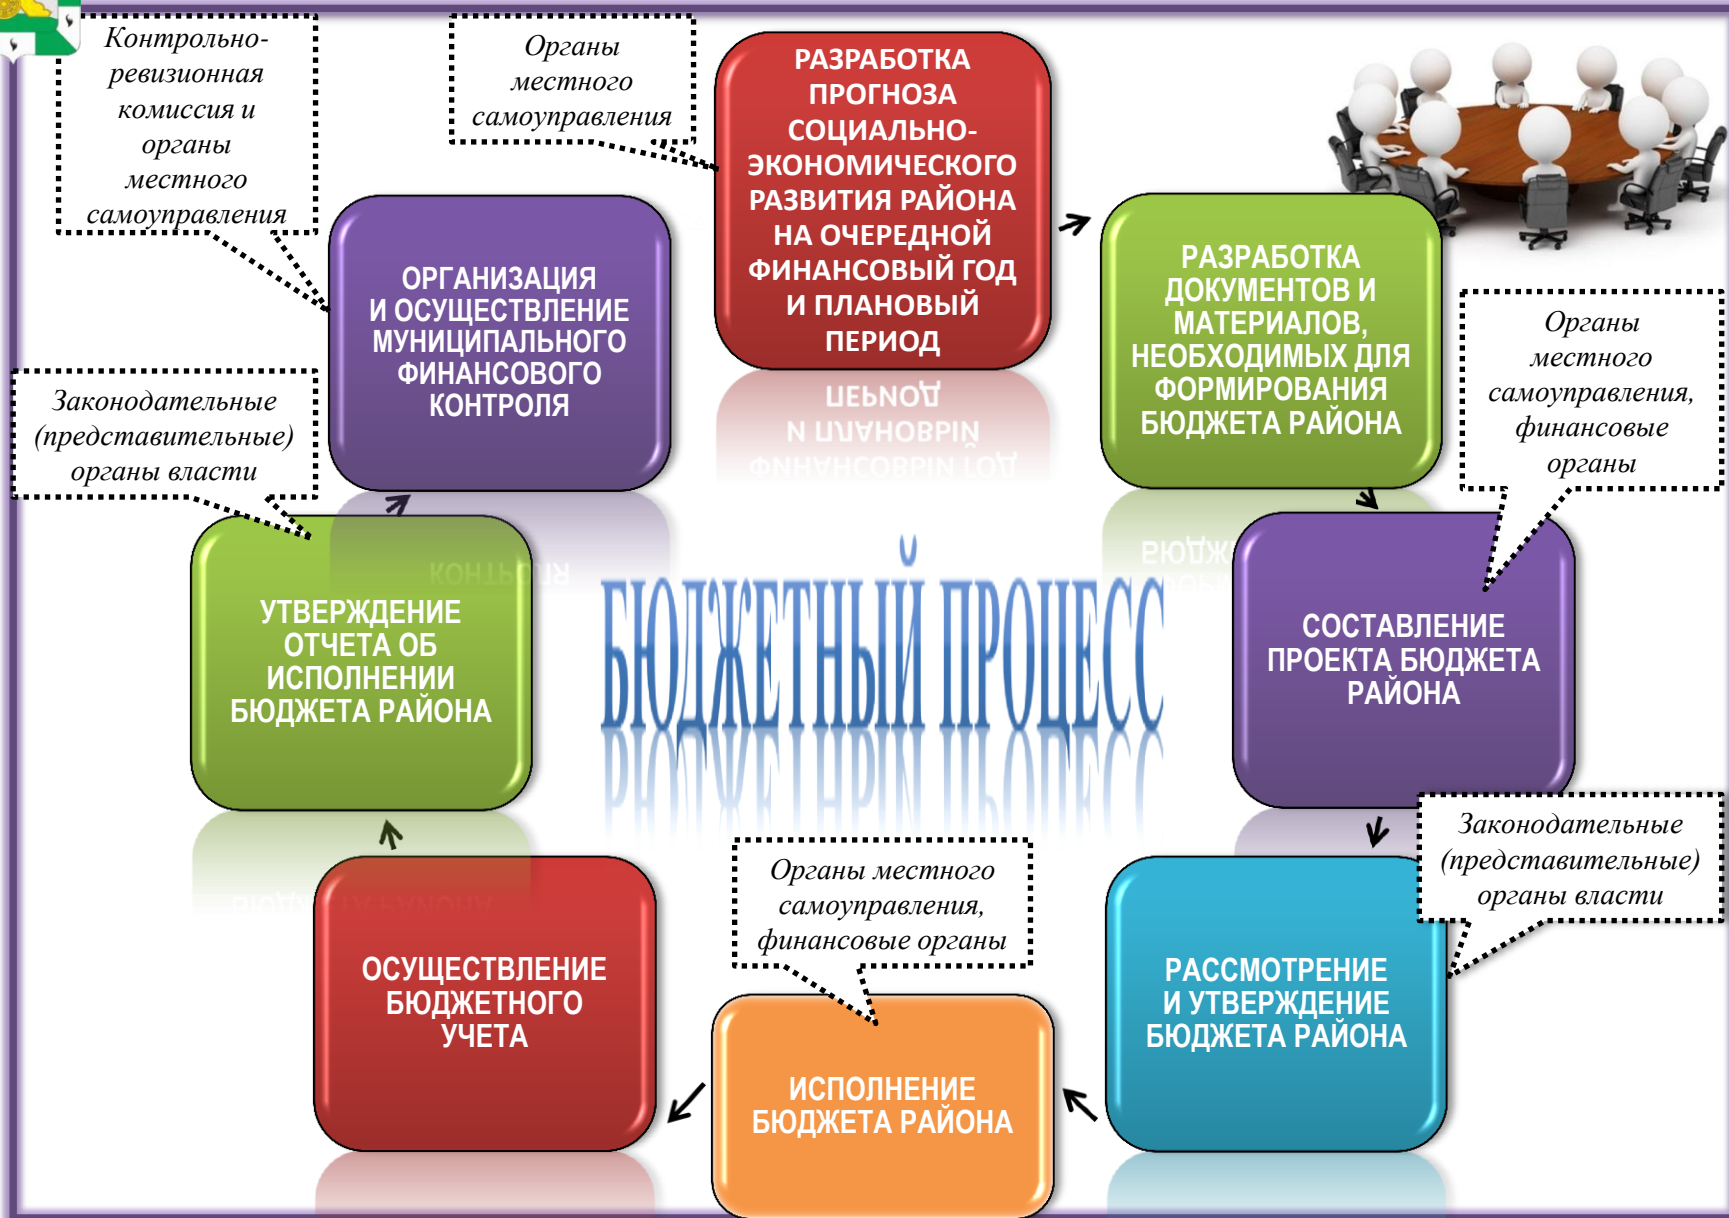 Контрольно-
ревизионная
комиссия и
органы
местного
самоуправления
Органы
местного
самоуправления
РАЗРАБОТКА
ПРОГНОЗА
СОЦИАЛЬНО-
ЭКОНОМИЧЕСКОГО
РАЗВИТИЯ РАЙОНА
НА ОЧЕРЕДНОЙ
ФИНАНСОВЫЙ ГОД
И ПЛАНОВЫЙ
ПЕРИОД
РАЗРАБОТКА
ДОКУМЕНТОВ И
МАТЕРИАЛОВ,
НЕОБХОДИМЫХ ДЛЯ
ФОРМИРОВАНИЯ
БЮДЖЕТА РАЙОНА
Органы
местного
самоуправления,
финансовые
органы
СОСТАВЛЕНИЕ
ПРОЕКТА БЮДЖЕТА
РАЙОНА
Законодательные
(представительные)
органы власти
РАССМОТРЕНИЕ
И УТВЕРЖДЕНИЕ
БЮДЖЕТА РАЙОНА
Органы местного
самоуправления,
финансовые органы
ИСПОЛНЕНИЕ
БЮДЖЕТА РАЙОНА
ОСУЩЕСТВЛЕНИЕ
БЮДЖЕТНОГО
УЧЕТА
Законодательные
(представительные)
органы власти
УТВЕРЖДЕНИЕ
ОТЧЕТА ОБ
ИСПОЛНЕНИИ
БЮДЖЕТА РАЙОНА
ОРГАНИЗАЦИЯ
И ОСУЩЕСТВЛЕНИЕ
МУНИЦИПАЛЬНОГО
ФИНАНСОВОГО
КОНТРОЛЯ
БЮДЖЕТНЫЙ ПРОЦЕСС